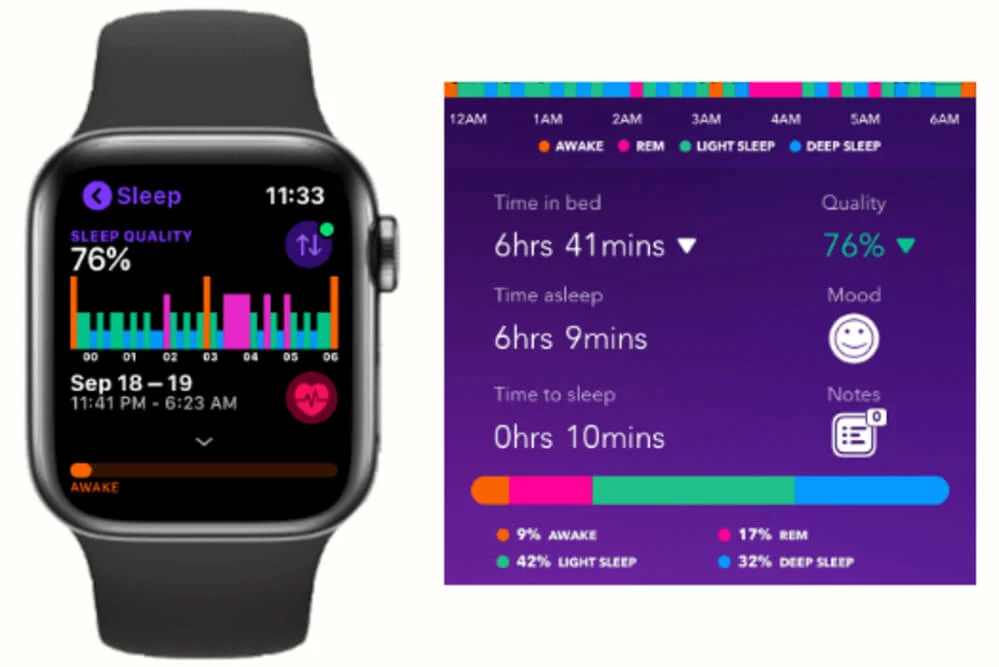 Sleep 11:33
SLEEP QUALITY
76%
00 01 02 03 04 05 06
Sep 18 – 19
11:41 PM - 6:23 AM
AWAKE
12AM 1AM 2AM 3AM 4AM 5AM 6AM
AWAKE REM LIGHT SLEEP DEEP SLEEP
Time in bed Quality
6hrs 41mins 76%
Time asleep Mood
6hrs 9mins
Time to sleep Notes
0
0hrs 10mins
9% AWAKE 17% REM
42% LIGHT SLEEP 32% DEEP SLEEP